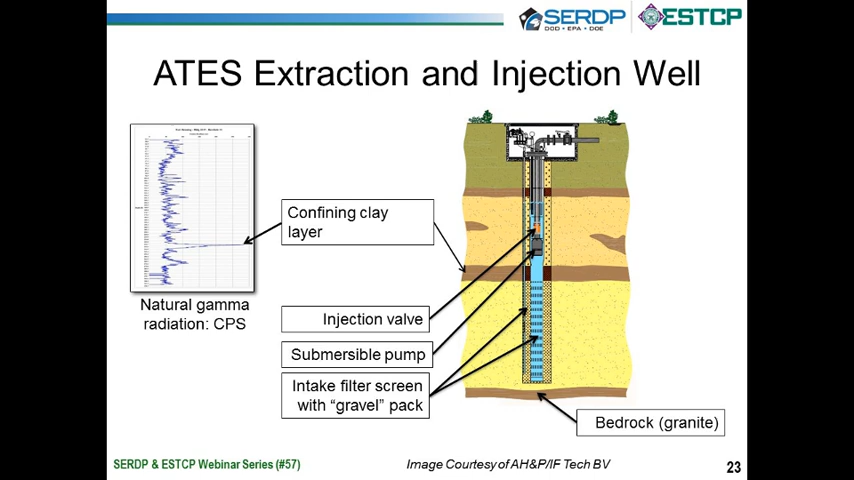 SERDP
DOD • EPA • DOE
ESTCP
ATES Extraction and Injection Well
Confining clay
layer
Natural gamma
radiation: CPS
Injection valve
Submersible pump
Intake filter screen
with “gravel” pack
Bedrock (granite)
SERDP & ESTCP Webinar Series (#57)
Image Courtesy of AH&P/IF Tech BV
23